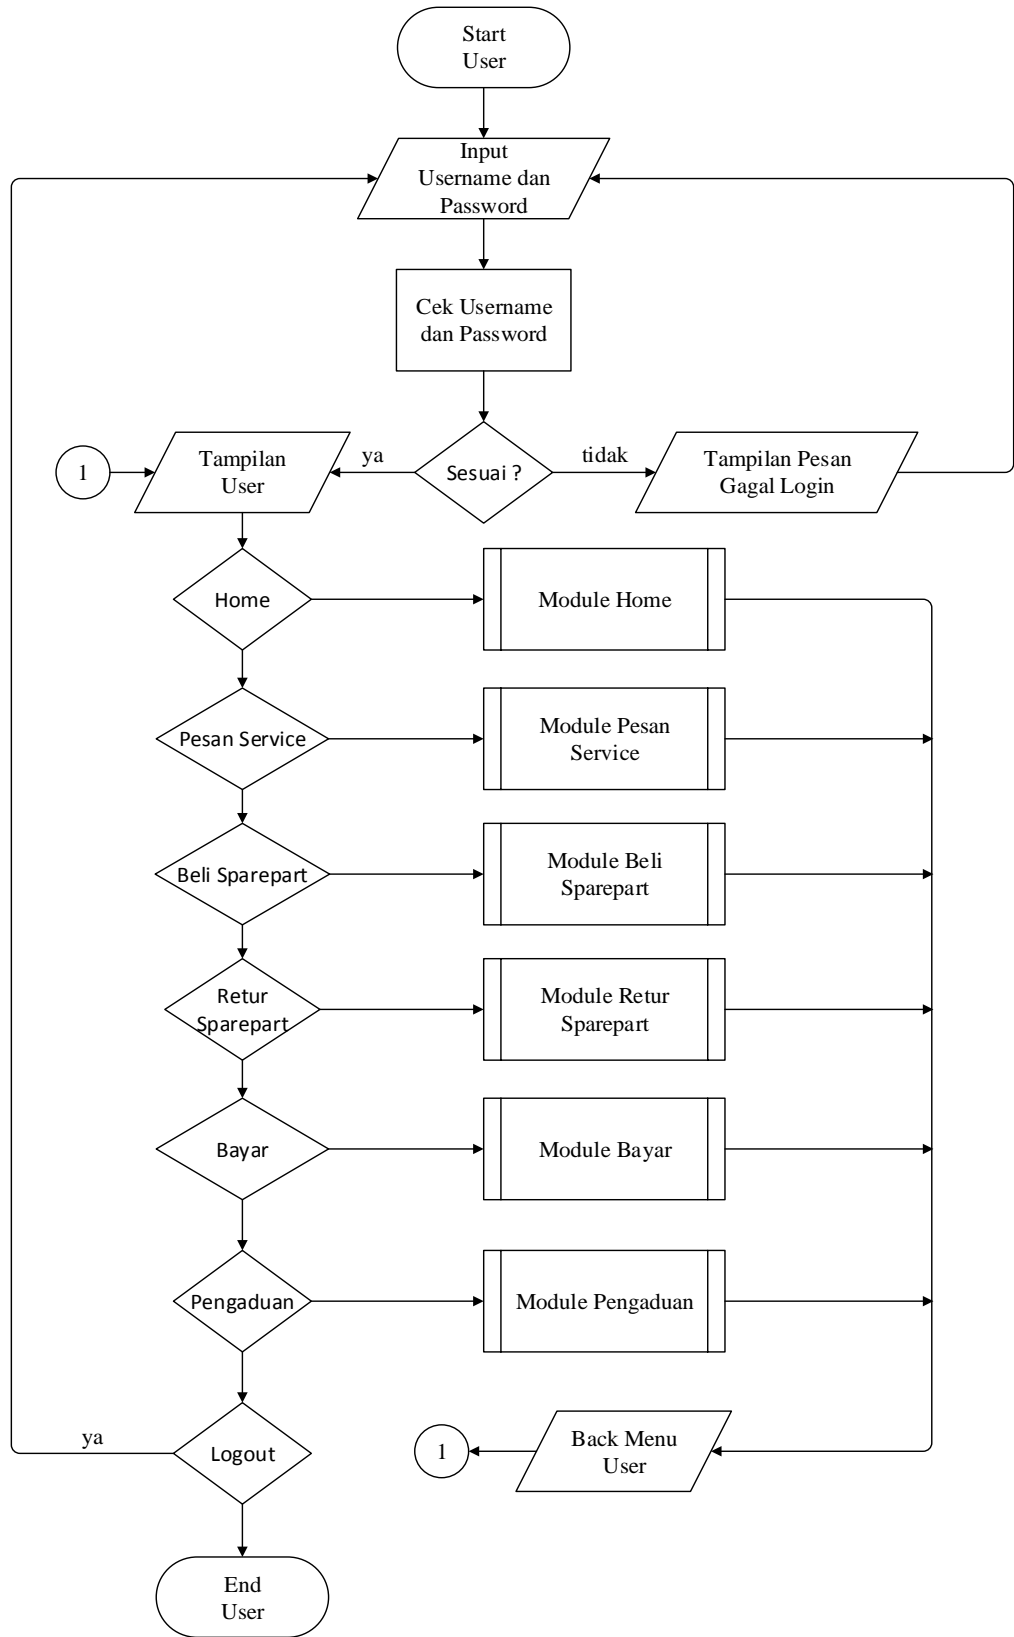 Start
User
Input
Username dan
Password
Cek Username
dan Password
1
Tampilan
User
ya
Sesuai ?
tidak
Tampilan Pesan
Gagal Login
Home
Module Home
Pesan Service
Module Pesan
Service
Beli Sparepart
Module Beli
Sparepart
Retur
Sparepart
Module Retur
Sparepart
Bayar
Module Bayar
Pengaduan
Module Pengaduan
ya
Logout
1
Back Menu
User
End
User